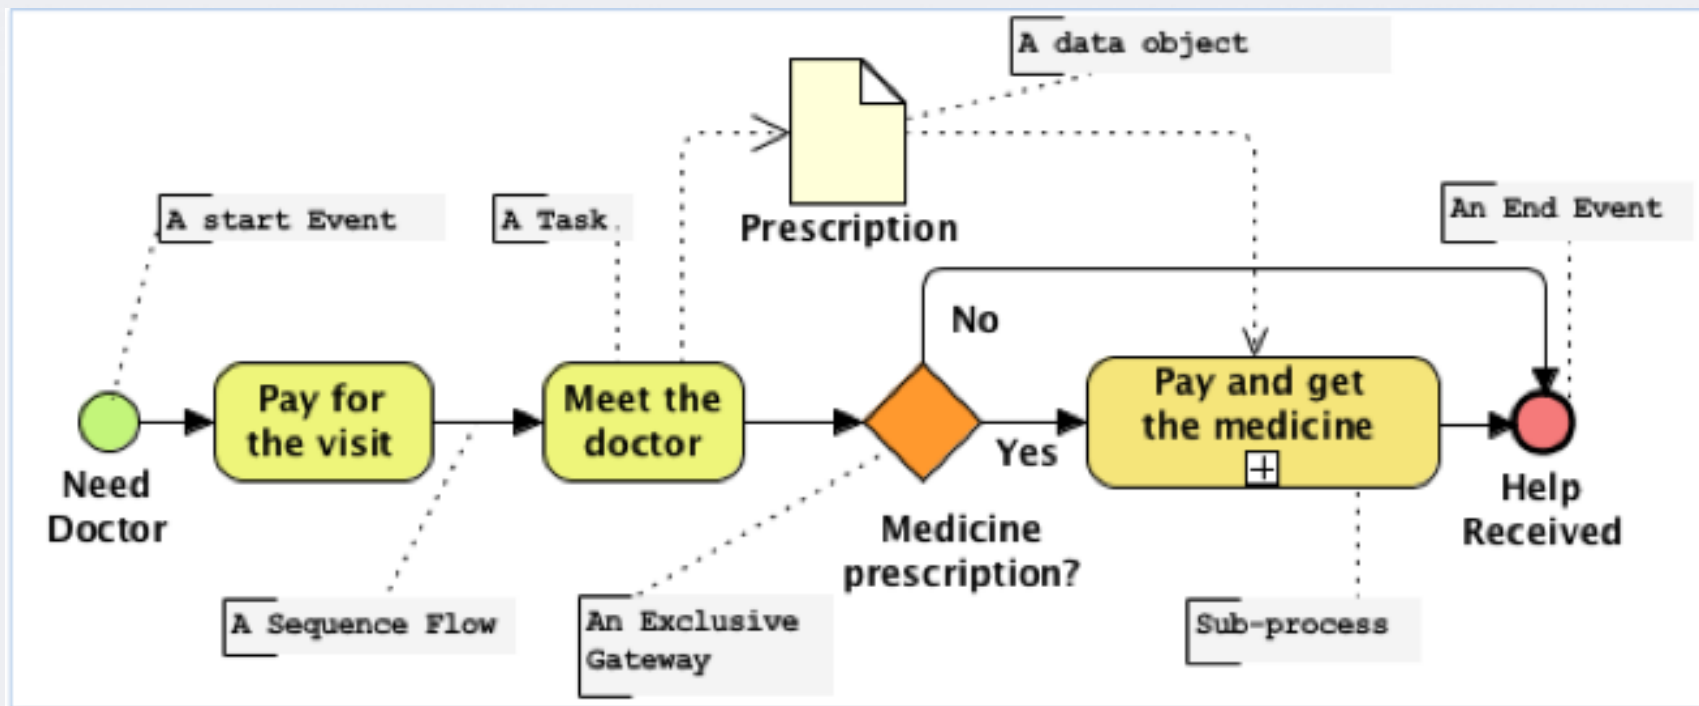 A data object
A start Event
A Task
Prescription
An End Event
No
Pay for
the visit
Meet the
doctor
Pay and get
the medicine
Yes
Need
Doctor
Medicine
prescription?
Help
Received
A Sequence Flow
An Exclusive
Gateway
Sub-process